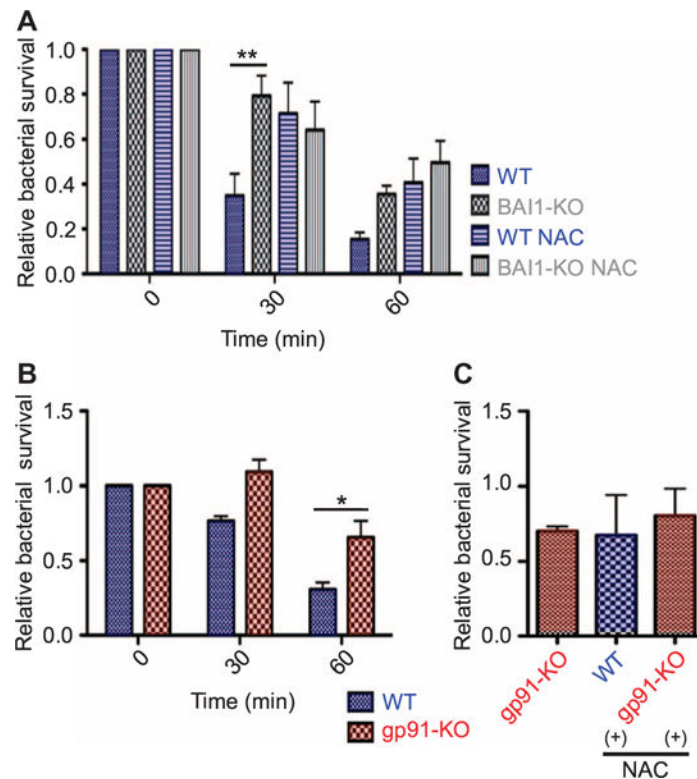 A
Relative bacterial survival
1.0
0.8
0.6
0.4
0.2
0.0
**
0 30 60
Time (min)
WT
BAI1-KO
WT NAC
BAI1-KO NAC
B
Relative bacterial survival
1.5
1.0
0.5
0.0
*
0 30 60
Time (min)
WT
gp91-KO
C
Relative bacterial survival
1.5
1.0
0.5
0.0
gp91-KO WT gp91-KO
(+) (+)
NAC